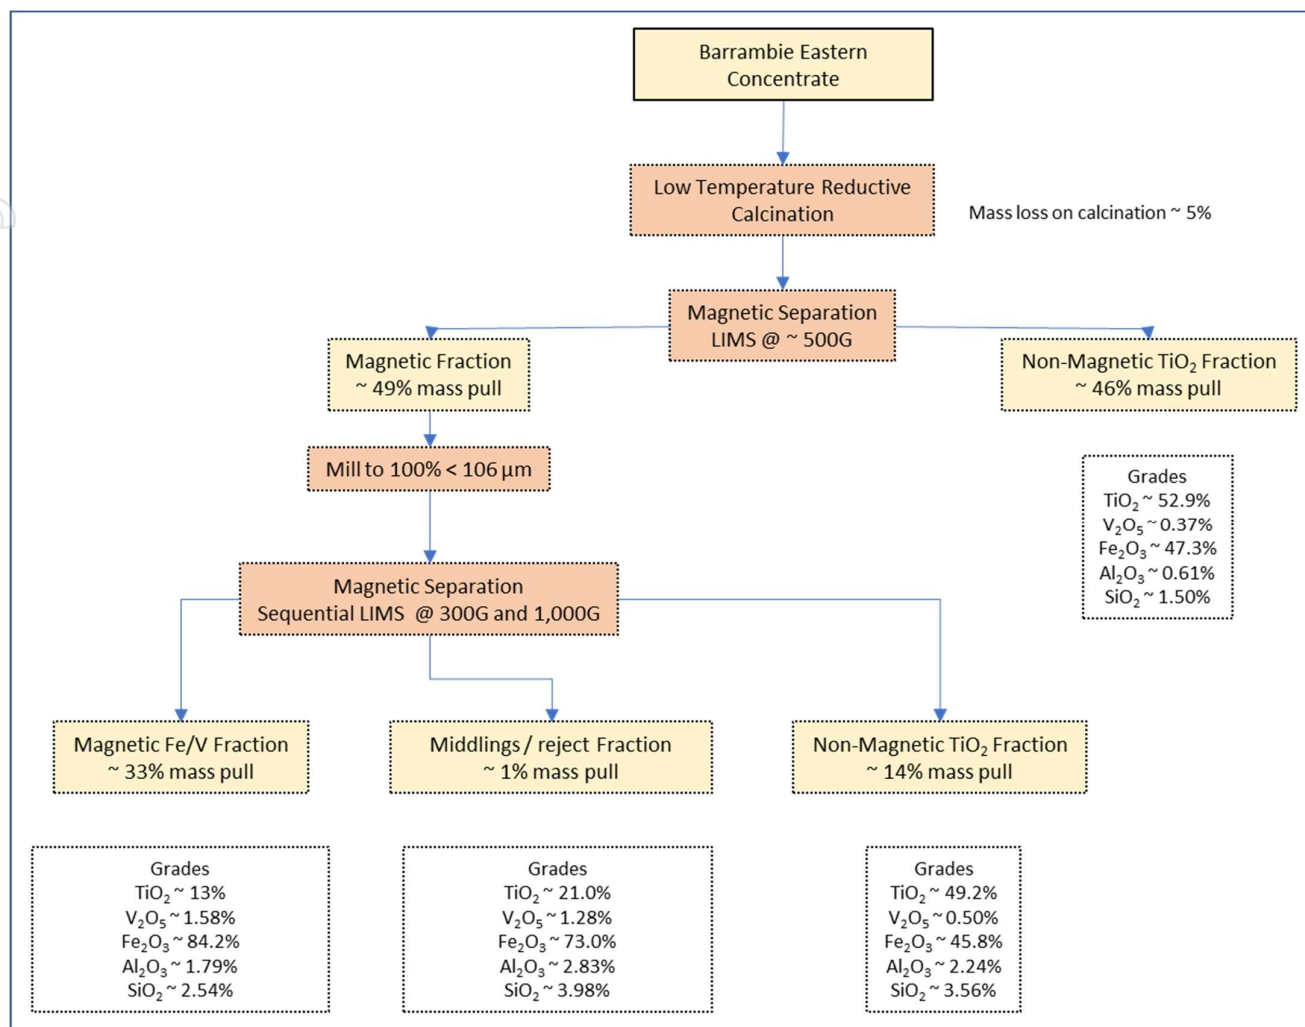 Barrambie Eastern
Concentrate
Low Temperature Reductive
Calcination
Mass loss on calcination ~ 5%
Magnetic Separation
LIMS @ ~ 500G
Magnetic Fraction
~ 49% mass pull
Non-Magnetic TiO₂ Fraction
~ 46% mass pull
Mill to 100% < 106 µm
Grades
TiO₂ ~ 52.9%
V₂O₅ ~ 0.37%
Fe₂O₃ ~ 47.3%
Al₂O₃ ~ 0.61%
SiO₂ ~ 1.50%
Magnetic Separation
Sequential LIMS @ 300G and 1,000G
Magnetic Fe/V Fraction
~ 33% mass pull
Middlings / reject Fraction
~ 1% mass pull
Non-Magnetic TiO₂ Fraction
~ 14% mass pull
Grades
TiO₂ ~ 13%
V₂O₅ ~ 1.58%
Fe₂O₃ ~ 84.2%
Al₂O₃ ~ 1.79%
SiO₂ ~ 2.54%
Grades
TiO₂ ~ 21.0%
V₂O₅ ~ 1.28%
Fe₂O₃ ~ 73.0%
Al₂O₃ ~ 2.83%
SiO₂ ~ 3.98%
Grades
TiO₂ ~ 49.2%
V₂O₅ ~ 0.50%
Fe₂O₃ ~ 45.8%
Al₂O₃ ~ 2.24%
SiO₂ ~ 3.56%